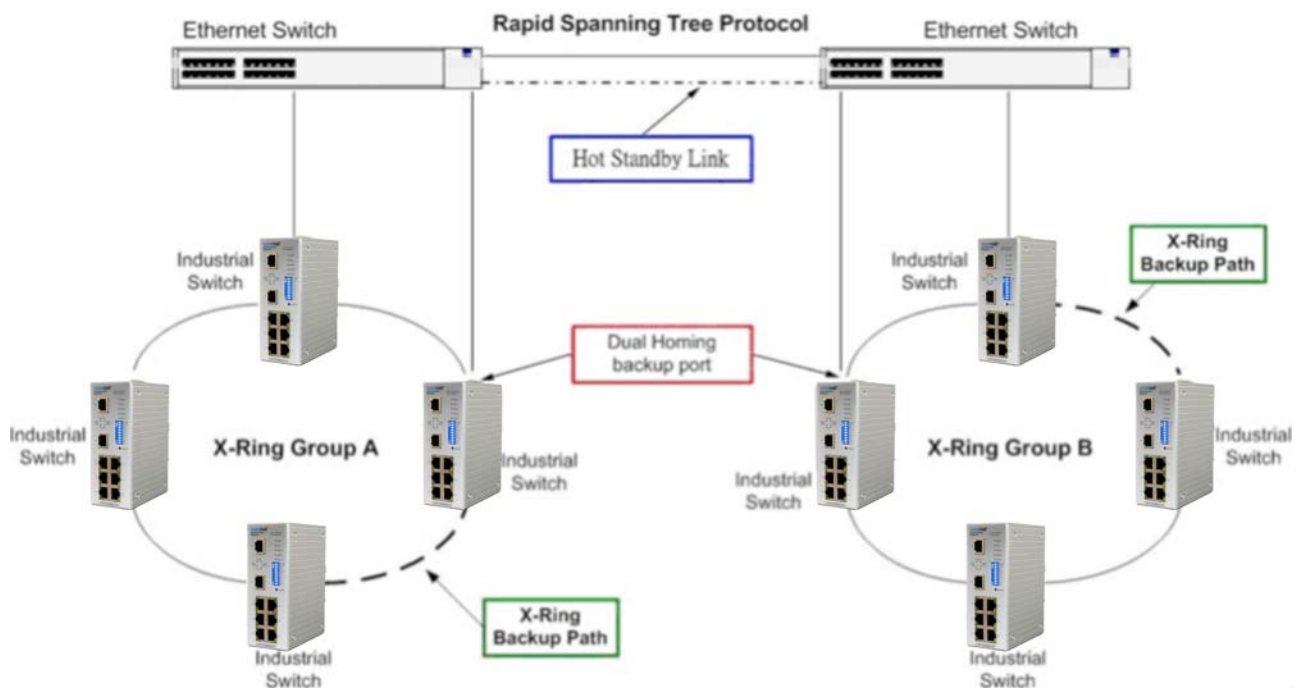 Rapid Spanning Tree Protocol
Ethernet Switch
Ethernet Switch
Hot Standby Link
Industrial
Switch
Industrial
Switch
X-Ring
Backup Path
Dual Homing
backup port
Industrial
Switch
X-Ring Group A
Industrial
Switch
Industrial
Switch
X-Ring Group B
Industrial
Switch
X-Ring
Backup Path
Industrial
Switch
Industrial
Switch